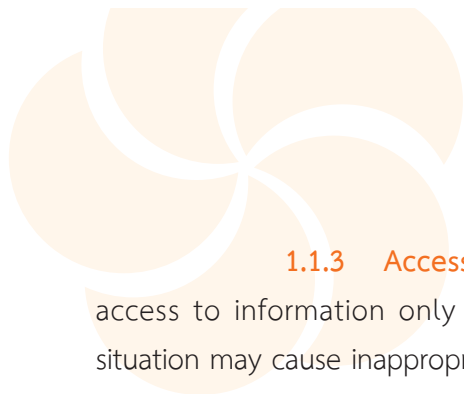 1.1.3 Access
access to information only
situation may cause inappropr